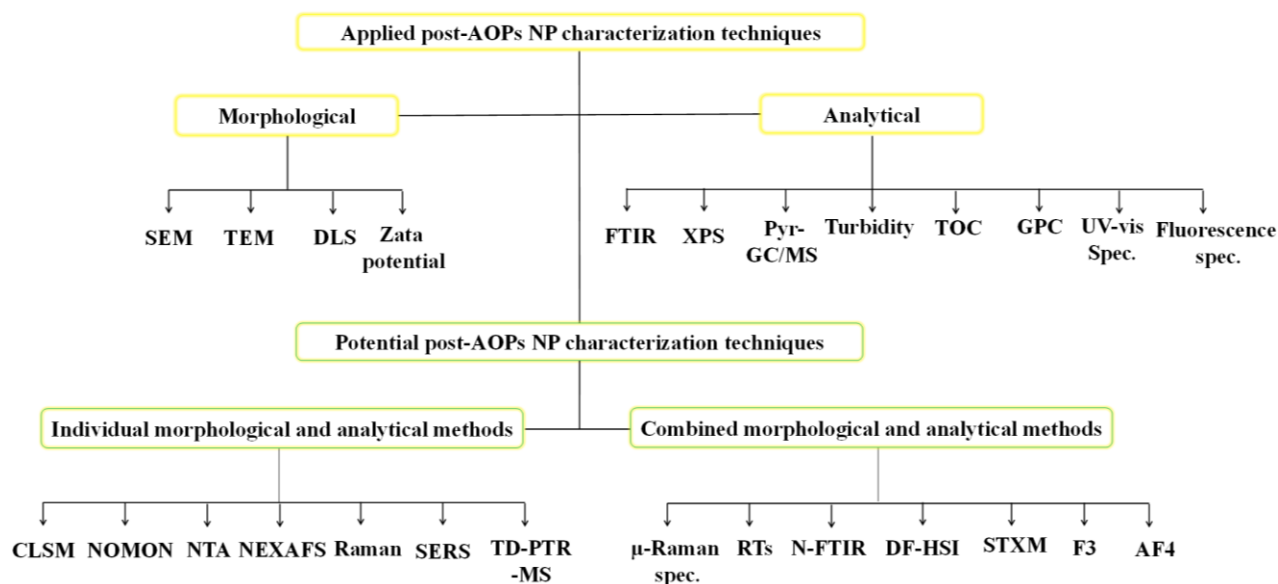 Applied post-AOPs NP characterization techniques
Morphological
Analytical
SEM
TEM
DLS
Zata
potential
FTIR
XPS
Pyr-
GC/MS
Turbidity
TOC
GPC
UV-vis
Spec.
Fluorescence
spec.
Potential post-AOPs NP characterization techniques
Individual morphological and analytical methods
Combined morphological and analytical methods
CLSM
NOMON
NTA
NEXAFS
Raman
SERS
TD-PTR
-MS
μ-Raman
spec.
RTs
N-FTIR
DF-HSI
STXM
F3
AF4